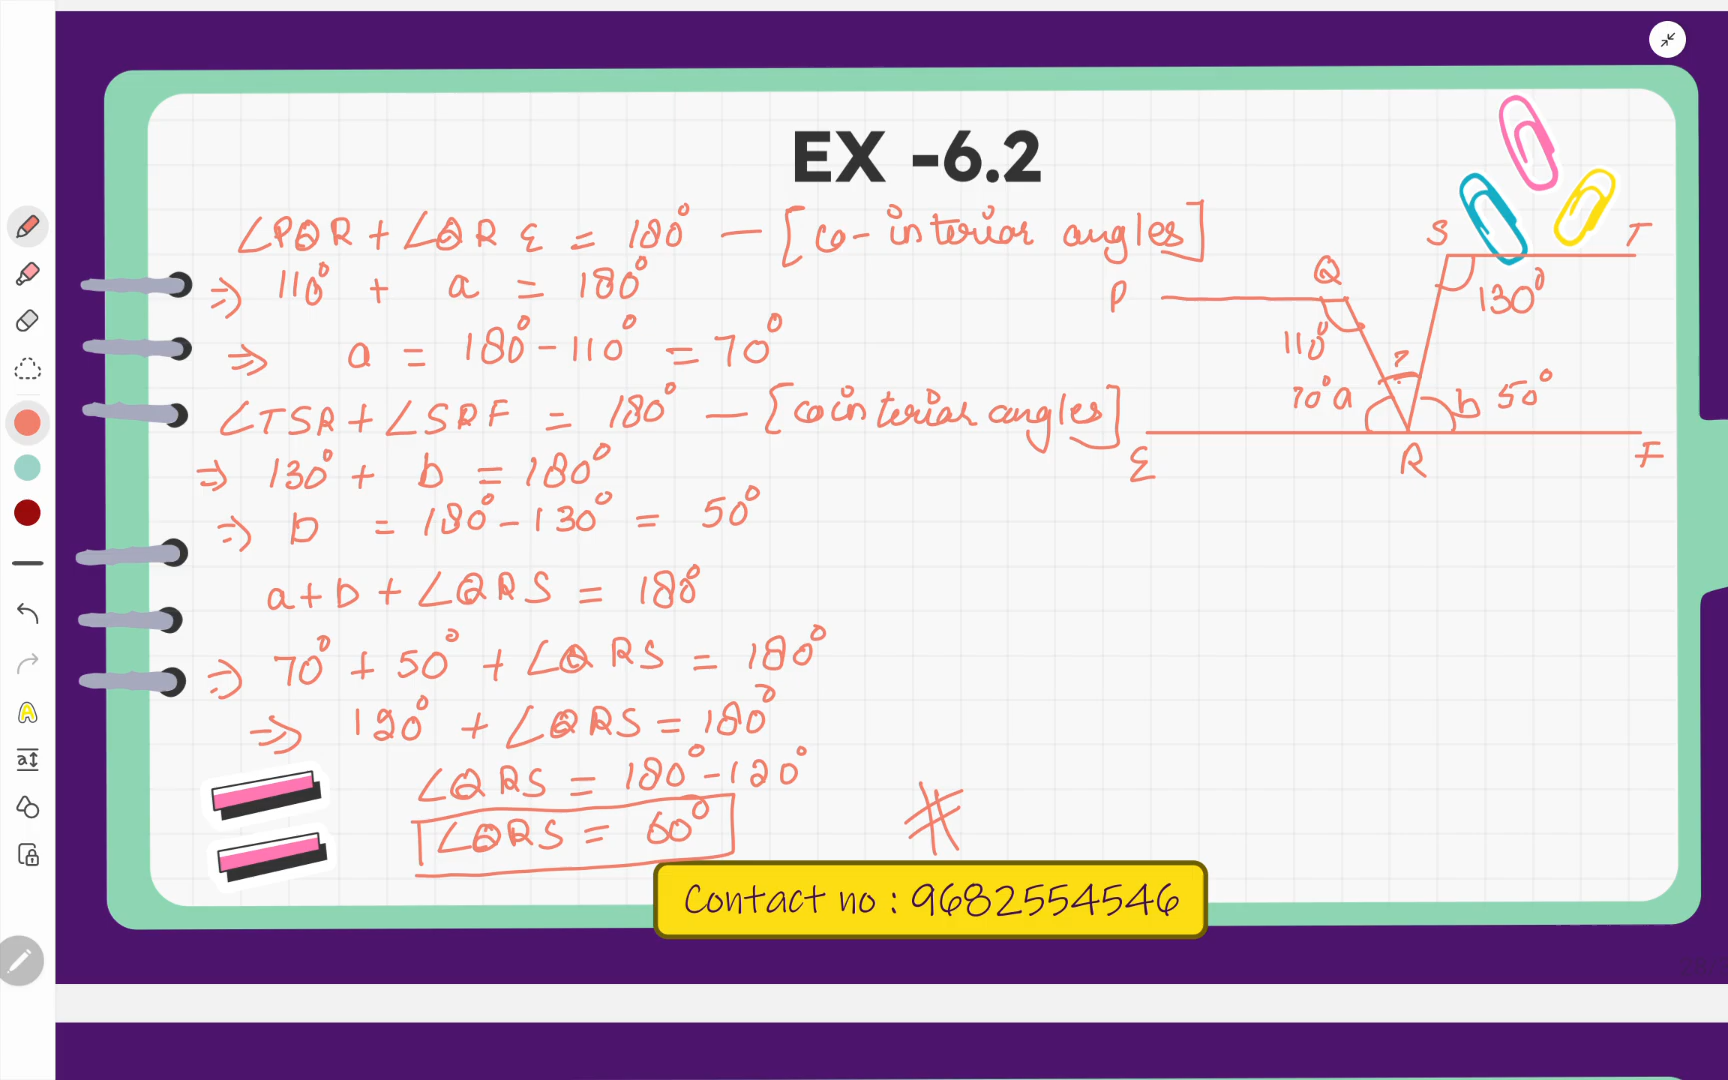 EX -6.2
∠PQR + ∠QRE = 180° — [co-interior angles]
⇒ 110° + a = 180°
⇒ a = 180° - 110° = 70°
∠TSR + ∠SRF = 180° — [cointerior angles]
⇒ 130° + b = 180°
⇒ b = 180° - 130° = 50°
a + b + ∠QRS = 180°
⇒ 70° + 50° + ∠QRS = 180°
⇒ 120° + ∠QRS = 180°
∠QRS = 180° - 120°
∠QRS = 60°
#
S T
P Q
130°
110°
?
70° a b 50°
E R F
Contact no : 9682554546